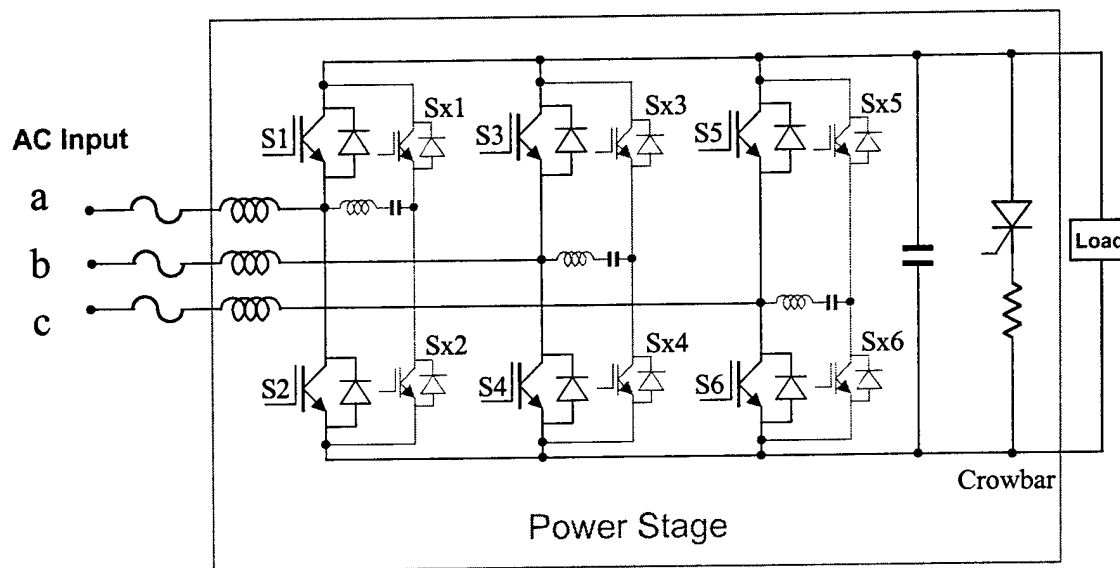 AC Input
a
b
c
S1
Sx1
S3
Sx3
S5
Sx5
S2
Sx2
S4
Sx4
S6
Sx6
Load
Crowbar
Power Stage